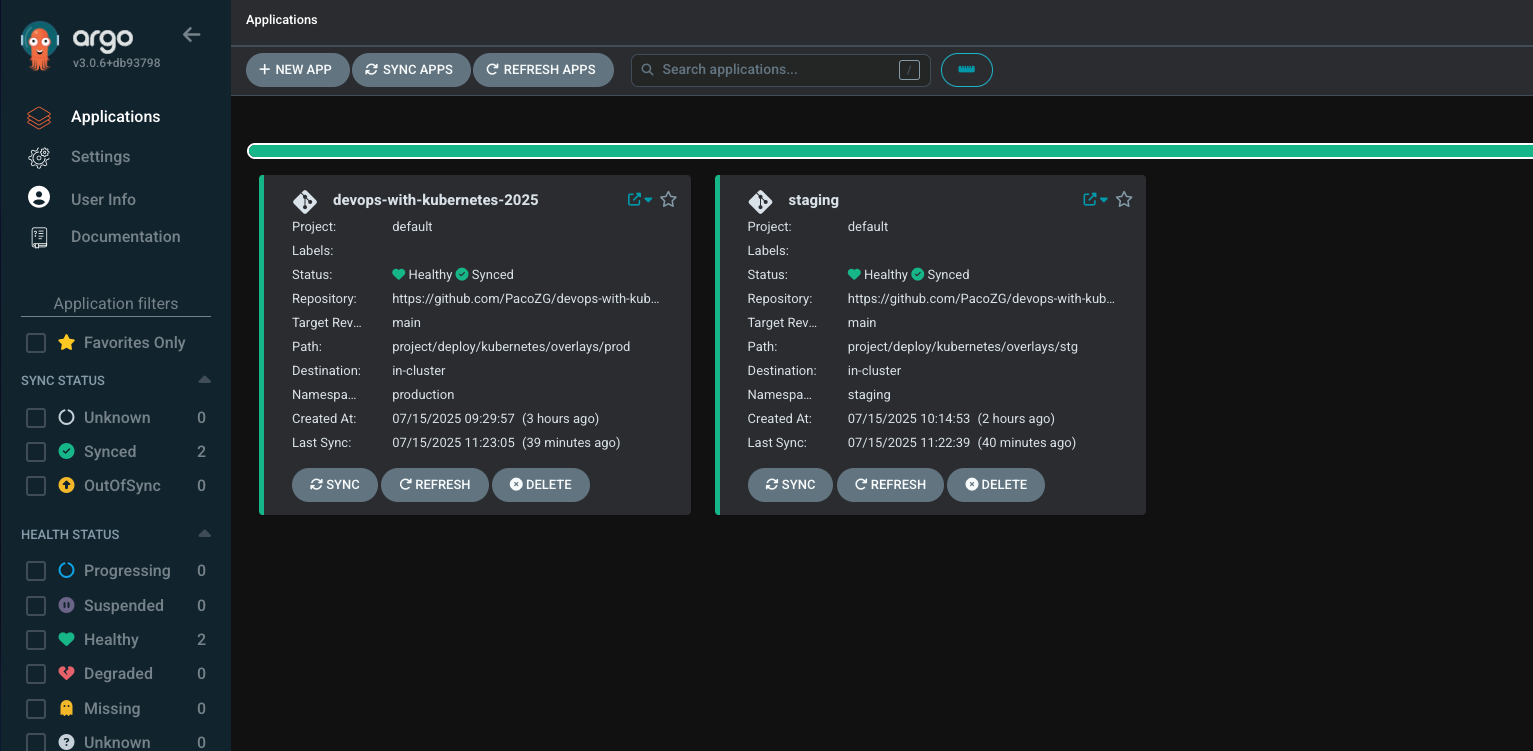 argo
v3.0.6+db93798
Applications
Settings
User Info
Documentation
Application filters
Favorites Only
SYNC STATUS
Unknown 0
Synced 2
OutOfSync 0
HEALTH STATUS
Progressing 0
Suspended 0
Healthy 2
Degraded 0
Missing 0
Unknown 0
Applications
NEW APP SYNC APPS REFRESH APPS Search applications... /
devops-with-kubernetes-2025
Project: default
Labels:
Status: Healthy Synced
Repository: https://github.com/PacoZG/devops-with-kub...
Target Rev... main
Path: project/deploy/kubernetes/overlays/prod
Destination: in-cluster
Namespa... production
Created At: 07/15/2025 09:29:57 (3 hours ago)
Last Sync: 07/15/2025 11:23:05 (39 minutes ago)
SYNC REFRESH DELETE
staging
Project: default
Labels:
Status: Healthy Synced
Repository: https://github.com/PacoZG/devops-with-kub...
Target Rev... main
Path: project/deploy/kubernetes/overlays/stg
Destination: in-cluster
Namespa... staging
Created At: 07/15/2025 10:14:53 (2 hours ago)
Last Sync: 07/15/2025 11:22:39 (40 minutes ago)
SYNC REFRESH DELETE